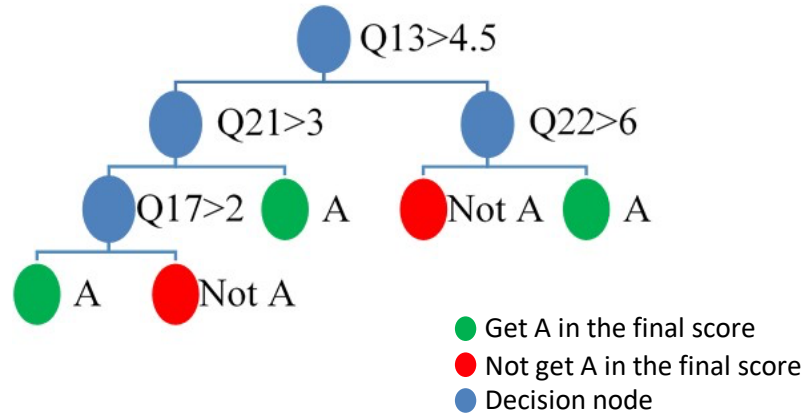 Q13>4.5
Q21>3
Q22>6
Q17>2
A
Not A
A
A
Not A
Get A in the final score
Not get A in the final score
Decision node